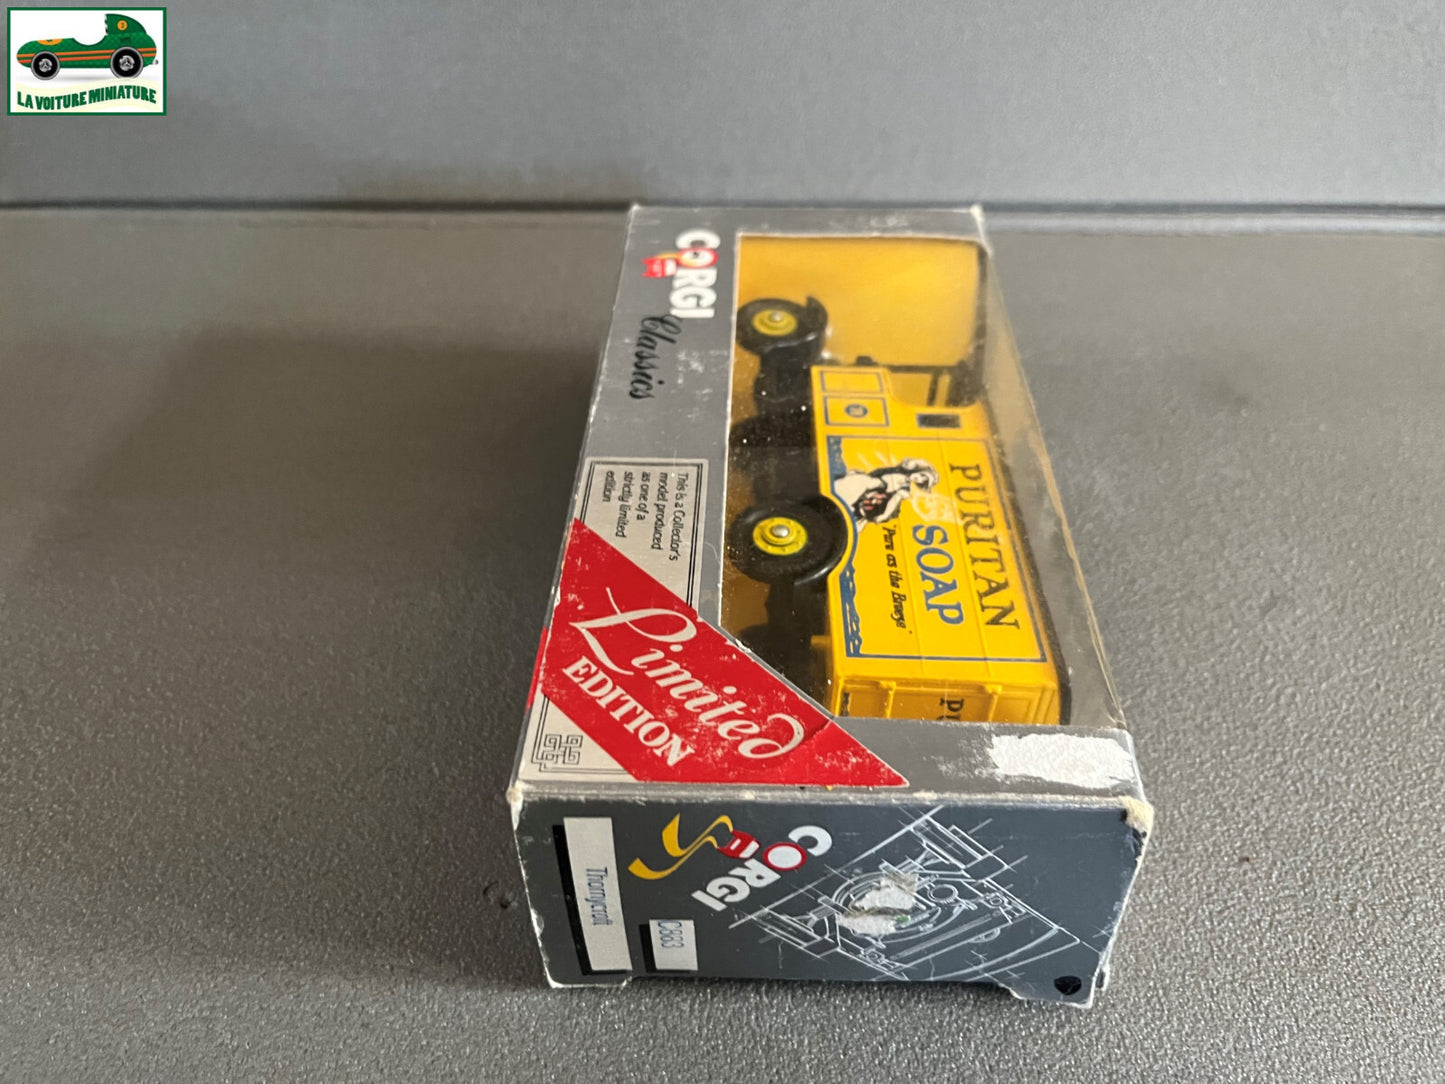 LA VOITURE MINIATURE
CORGI
Classics
This is a Collector's
model produced
as one of a
strictly limited
edition
Limited
EDITION
PURITAN
SOAP
"Pure as the Breeze"
CORGI
Thornycroft
C883